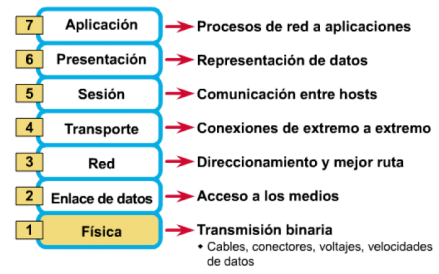 7 Aplicación Procesos de red a aplicaciones
6 Presentación Representación de datos
5 Sesión Comunicación entre hosts
4 Transporte Conexiones de extremo a extremo
3 Red Direccionamiento y mejor ruta
2 Enlace de datos Acceso a los medios
1 Física Transmisión binaria
• Cables, conectores, voltajes, velocidades
de datos